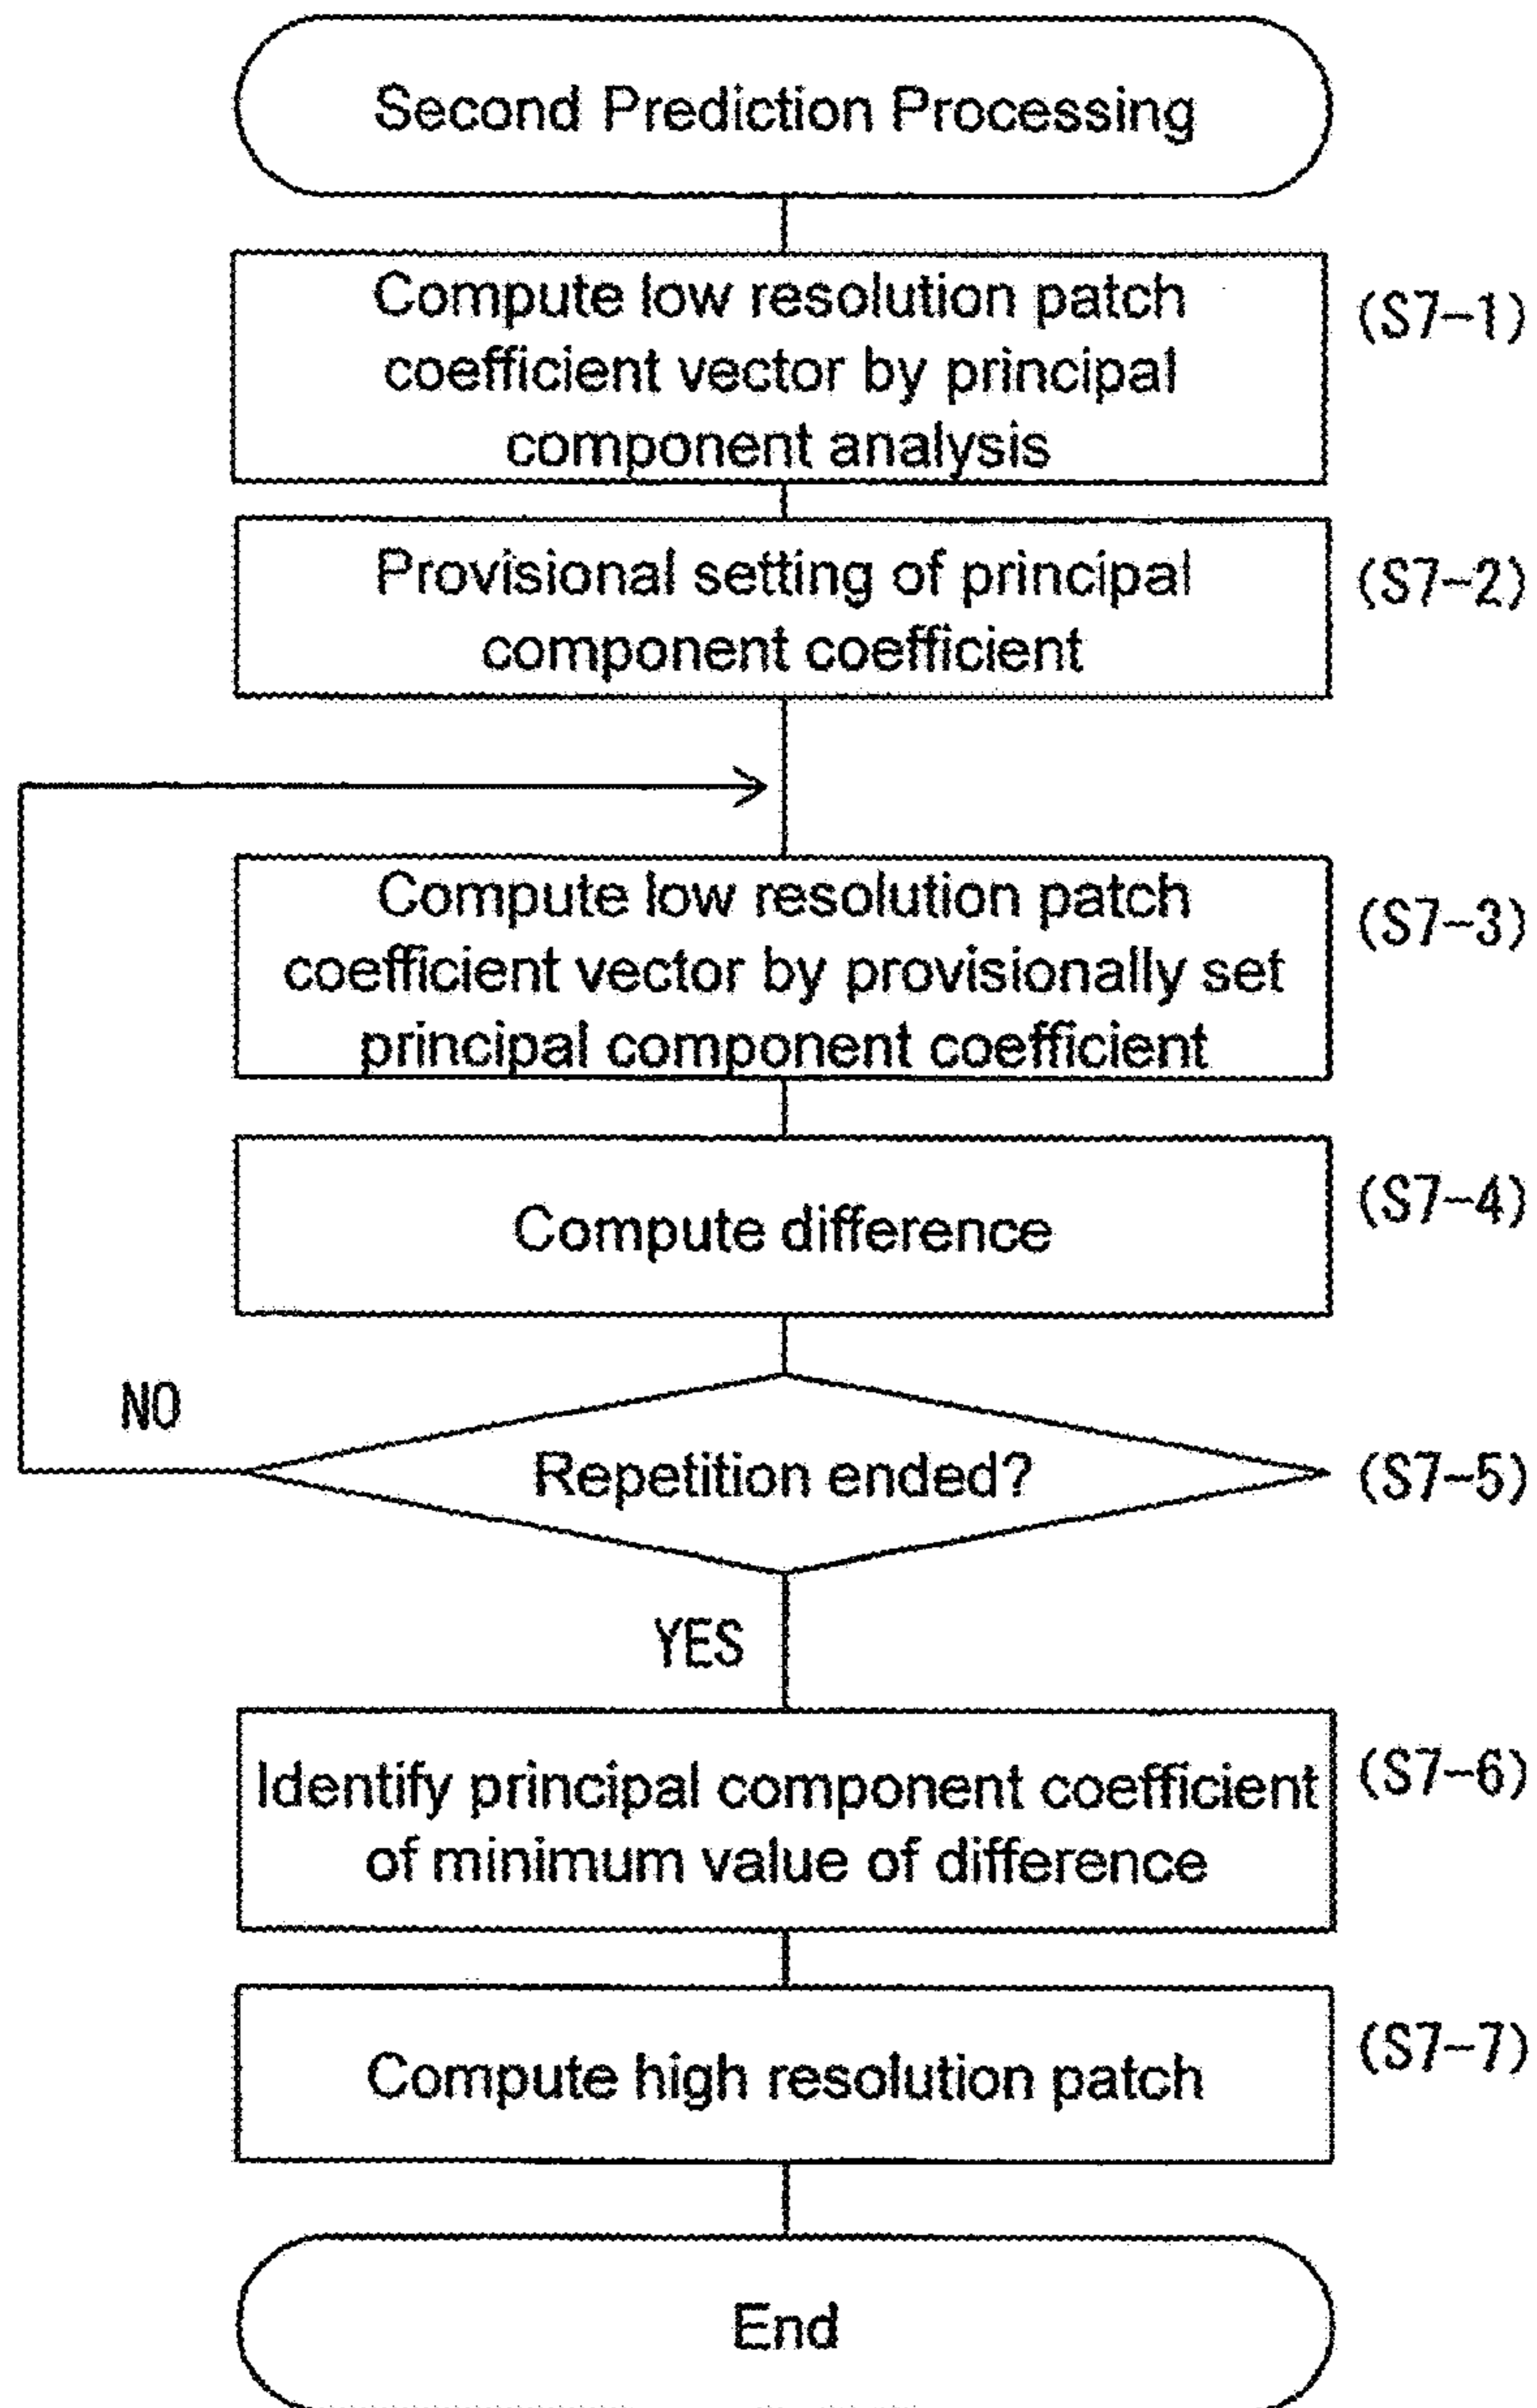 Second Prediction Processing
Compute low resolution patch
coefficient vector by principal
component analysis
(S7-1)
Provisional setting of principal
component coefficient
(S7-2)
Compute low resolution patch
coefficient vector by provisionally set
principal component coefficient
(S7-3)
Compute difference
(S7-4)
NO
Repetition ended?
(S7-5)
YES
Identify principal component coefficient
of minimum value of difference
(S7-6)
Compute high resolution patch
(S7-7)
End